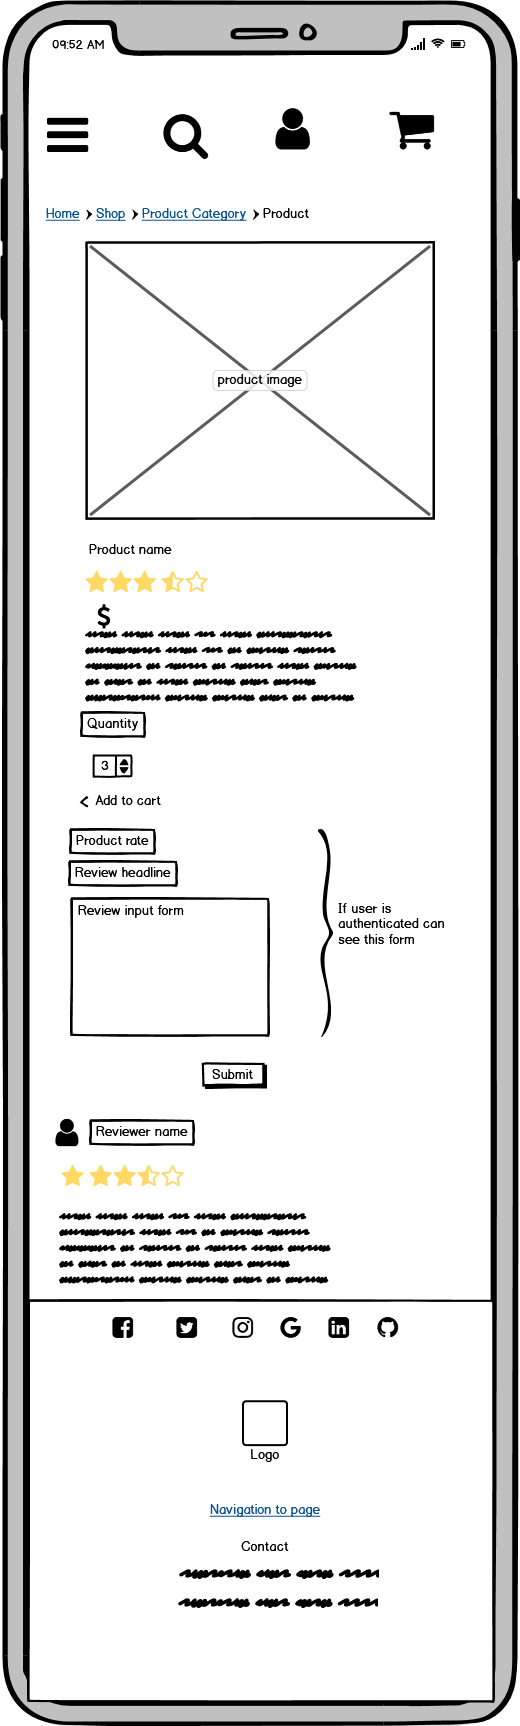 09:52 AM
Home > Shop > Product Category > Product
product image
Product name
$
Quantity
3
< Add to cart
Product rate
Review headline
Review input form
If user is
authenticated can
see this form
Submit
Reviewer name
Logo
Navigation to page
Contact